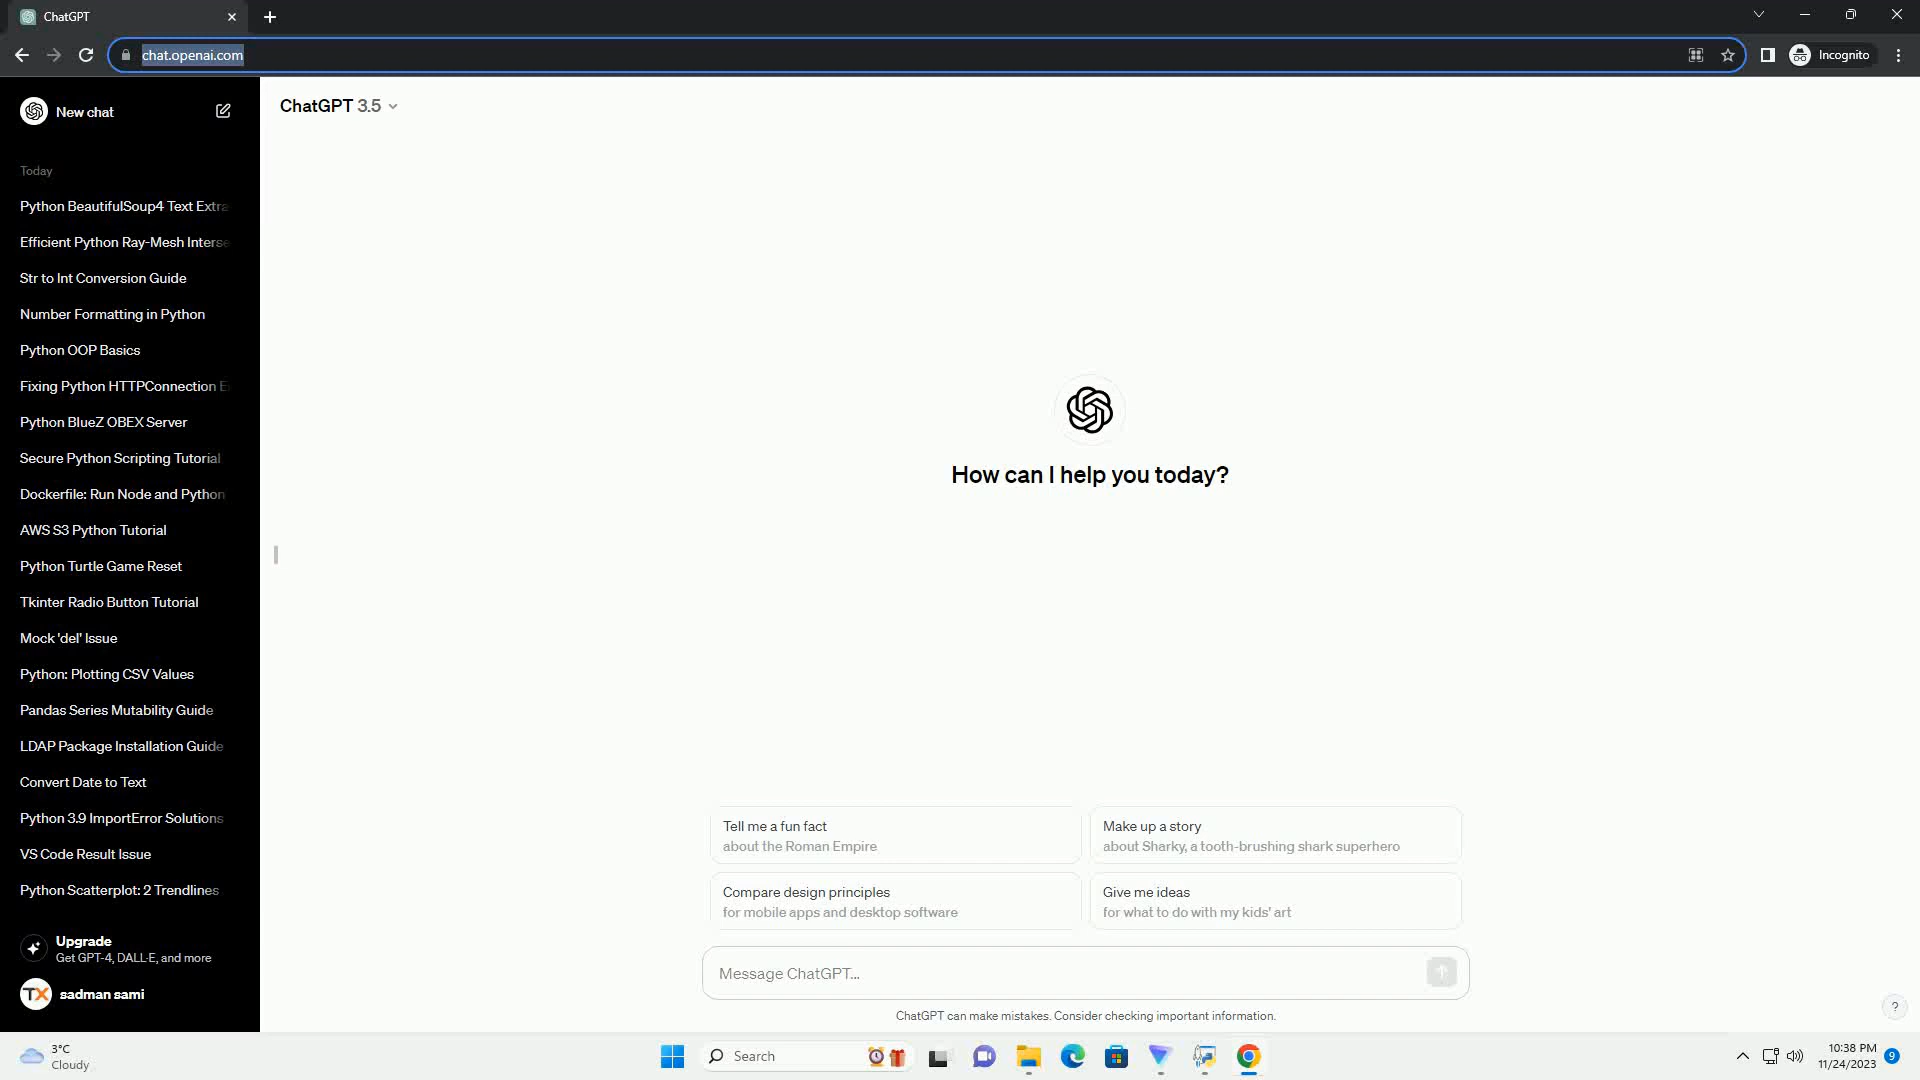 ChatGPT
chat.openai.com
Incognito
New chat
Today
Python BeautifulSoup4 Text Extra
Efficient Python Ray-Mesh Interse
Str to Int Conversion Guide
Number Formatting in Python
Python OOP Basics
Fixing Python HTTPConnection E
Python BlueZ OBEX Server
Secure Python Scripting Tutorial
Dockerfile: Run Node and Python
AWS S3 Python Tutorial
Python Turtle Game Reset
Tkinter Radio Button Tutorial
Mock 'del' Issue
Python: Plotting CSV Values
Pandas Series Mutability Guide
LDAP Package Installation Guide
Convert Date to Text
Python 3.9 ImportError Solutions
VS Code Result Issue
Python Scatterplot: 2 Trendlines
Upgrade
Get GPT-4, DALL·E, and more
TX sadman sami
ChatGPT 3.5
How can I help you today?
Tell me a fun fact
about the Roman Empire
Make up a story
about Sharky, a tooth-brushing shark superhero
Compare design principles
for mobile apps and desktop software
Give me ideas
for what to do with my kids' art
Message ChatGPT...
ChatGPT can make mistakes. Consider checking important information.
?
3°C
Cloudy
Search
10:38 PM
11/24/2023
9